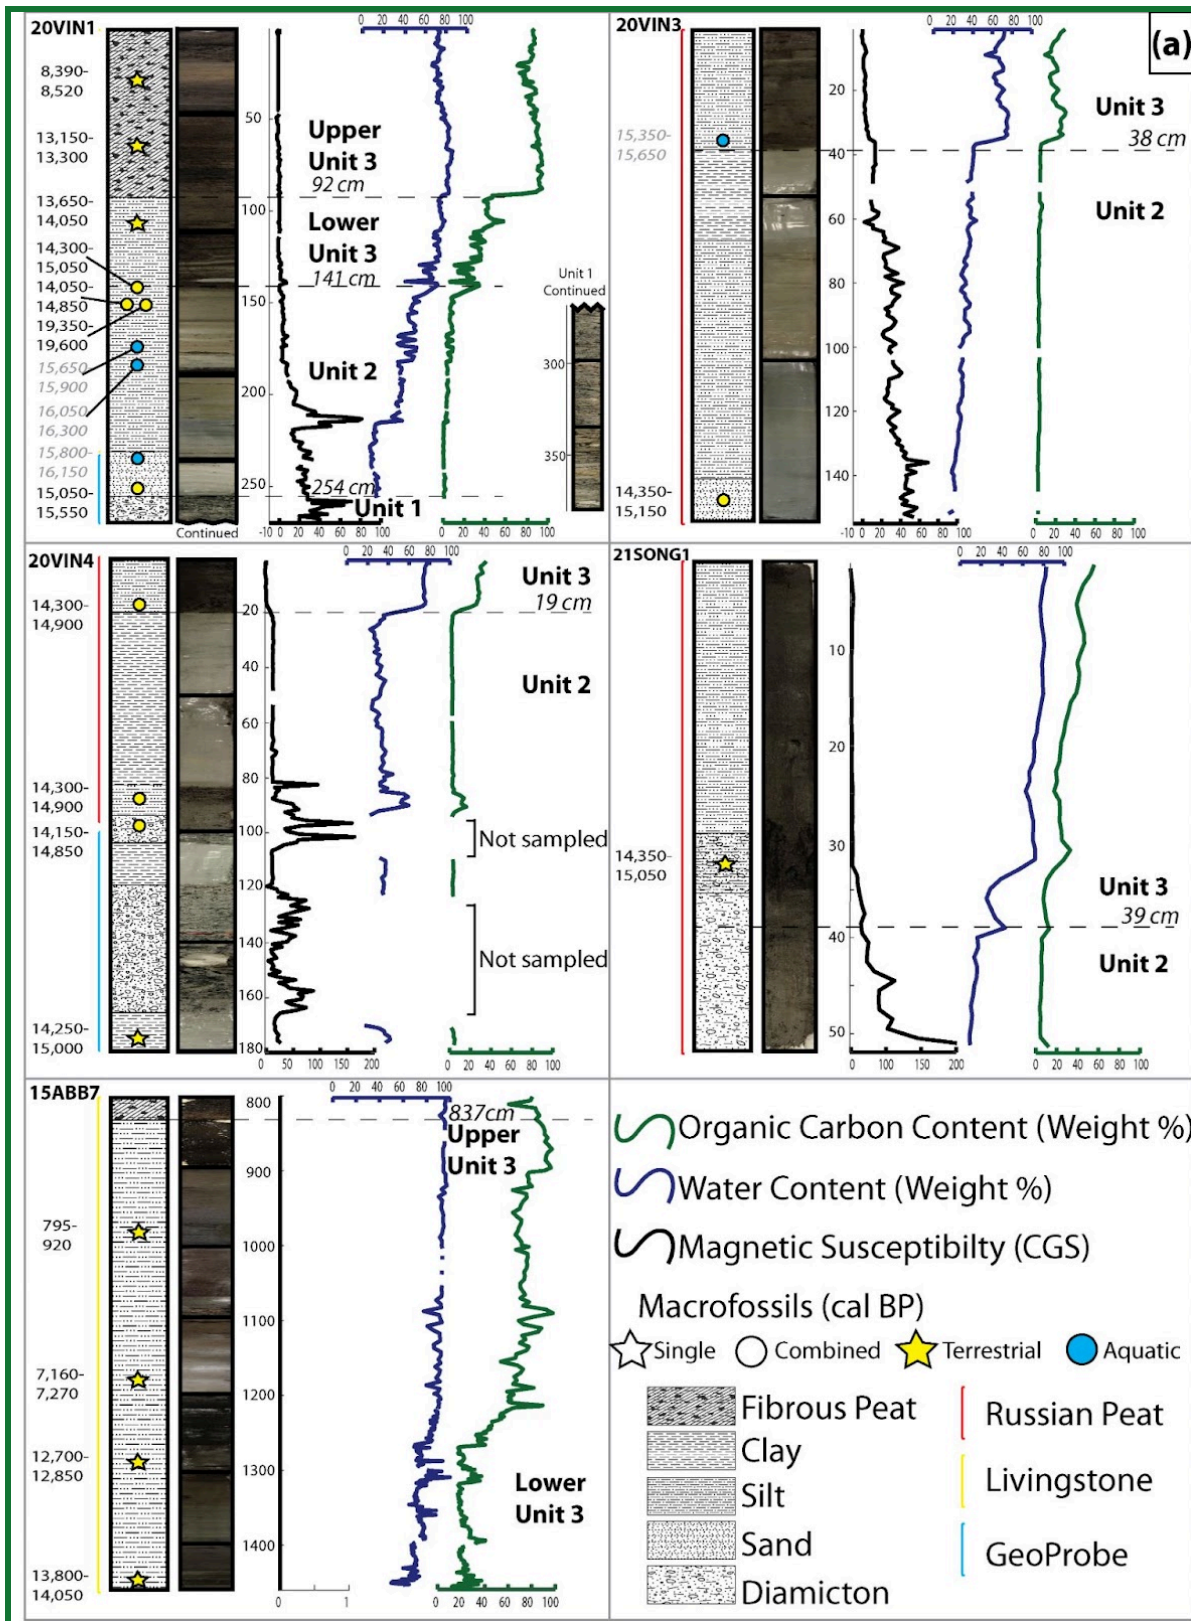 20VIN1
0 20 40 60 80 100
8,390-
8,520
13,150-
13,300
13,650-
14,050
14,300-
15,050
14,050-
14,850
19,350-
19,600
15,650
15,900
16,050
16,300
15,800-
16,150
15,050-
15,550
50
100
150
200
250
Upper
Unit 3
92 cm
Lower
Unit 3
141 cm
Unit 2
254 cm
Unit 1
Continued
-10 20 40 60 80 100
0 20 40 60 80 100
Unit 1
Continued
300
350
20VIN3
0 20 40 60 80 100
(a)
15,350-
15,650
14,350-
15,150
20
40
60
80
100
120
140
Unit 3
38 cm
Unit 2
-10 20 40 60 80 100
0 20 40 60 80 100
20VIN4
0 20 40 60 80 100
14,300-
14,900
14,300-
14,900
14,150-
14,850
14,250-
15,000
20
40
60
80
100
120
140
160
180
Unit 3
19 cm
Unit 2
Not sampled
Not sampled
0 50 100 150 200
0 20 40 60 80 100
21SONG1
0 20 40 60 80 100
14,350-
15,050
10
20
30
40
50
Unit 3
39 cm
Unit 2
0 50 100 150 200
0 20 40 60 80 100
15ABB7
0 20 40 60 80 100
795-
920
7,160-
7,270
12,700-
12,850
13,800-
14,050
800
900
1000
1100
1200
1300
1400
837cm
Upper
Unit 3
Lower
Unit 3
0 1
0 20 40 60 80 100
Organic Carbon Content (Weight %)
Water Content (Weight %)
Magnetic Susceptibilty (CGS)
Macrofossils (cal BP)
Single Combined Terrestrial Aquatic
Fibrous Peat
Clay
Silt
Sand
Diamicton
Russian Peat
Livingstone
GeoProbe